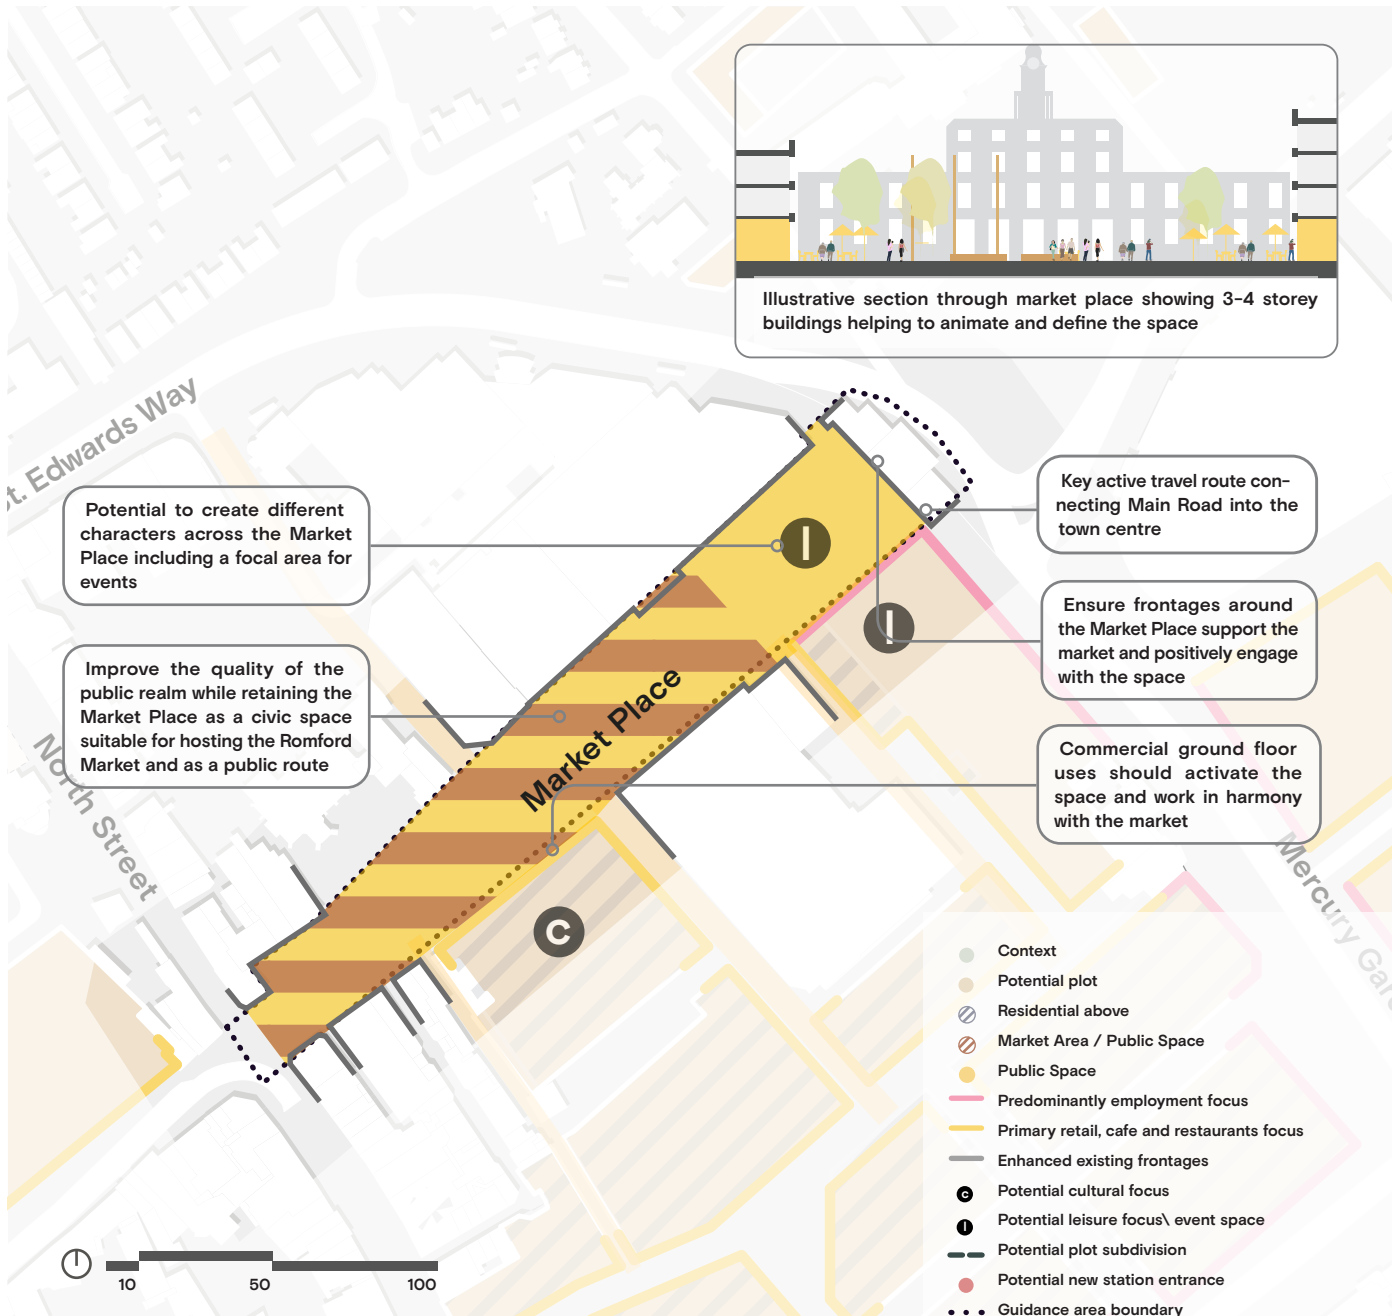 Illustrative section through market place showing 3-4 storey
buildings helping to animate and define the space
St. Edwards Way
Potential to create different
characters across the Market
Place including a focal area for
events
Improve the quality of the
public realm while retaining the
Market Place as a civic space
suitable for hosting the Romford
Market and as a public route
North Street
Market Place
l
l
C
Key active travel route con-
necting Main Road into the
town centre
Ensure frontages around
the Market Place support the
market and positively engage
with the space
Commercial ground floor
uses should activate the
space and work in harmony
with the market
Mercury Gar
Context
Potential plot
Residential above
Market Area / Public Space
Public Space
Predominantly employment focus
Primary retail, cafe and restaurants focus
Enhanced existing frontages
C Potential cultural focus
l Potential leisure focus\ event space
Potential plot subdivision
Potential new station entrance
Guidance area boundary
10 50 100